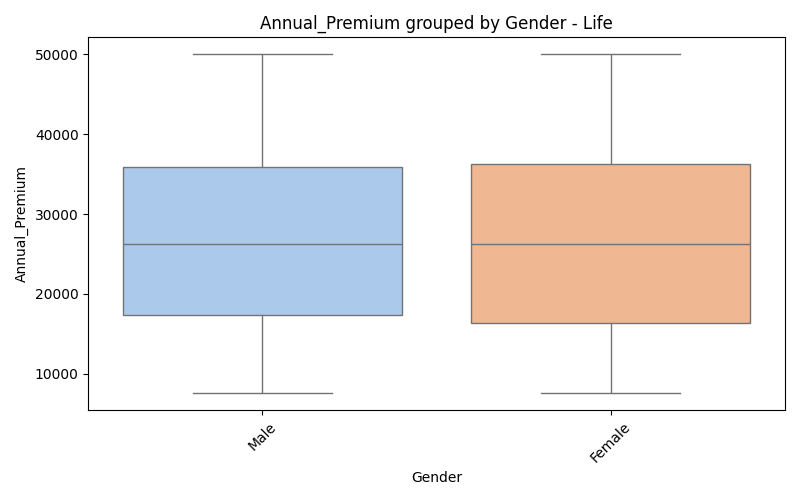 Annual_Premium grouped by Gender - Life
50000
40000
30000
20000
10000
Annual_Premium
Male
Female
Gender